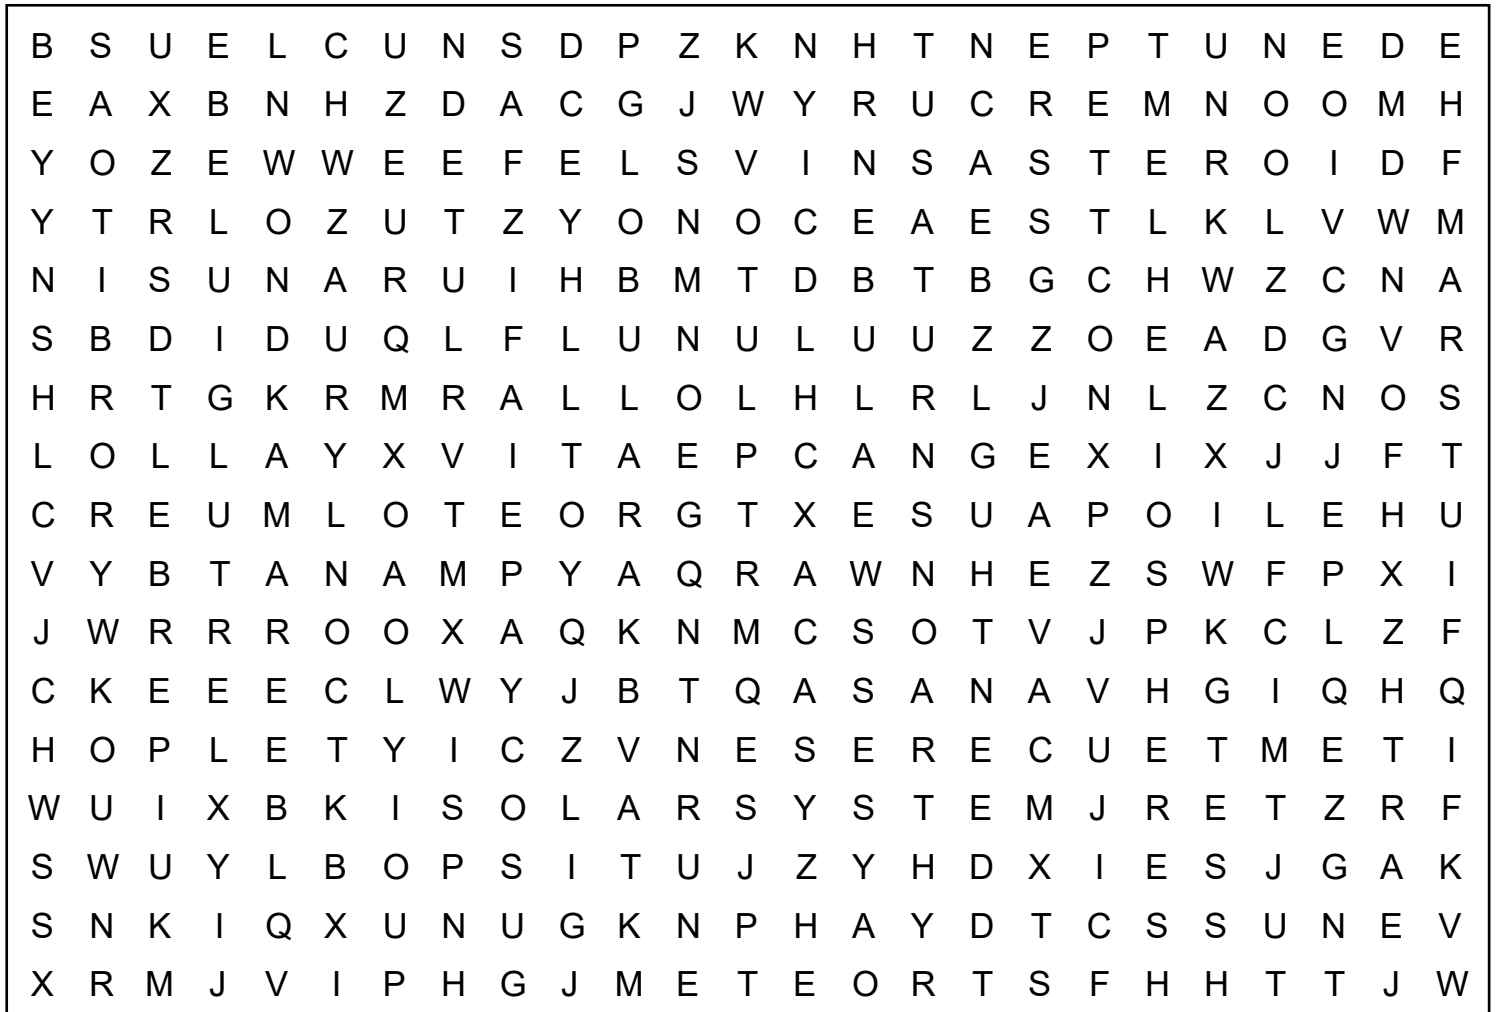 B S U E L C U N S D P Z K N H T N E P T U N E D E
E A X B N H Z D A C G J W Y R U C R E M N O O M H
Y O Z E W W E E F E L S V I N S A S T E R O I D F
Y T R L O Z U T Z Y O N O C E A E S T L K L V W M
N I S U N A R U I H B M T D B T B G C H W Z C N A
S B D I D U Q L F L U N U L U U Z Z O E A D G V R
H R T G K R M R A L L O L H L R L J N L Z C N O S
L O L L A Y X V I T A E P C A N G E X I X J J F T
C R E U M L O T E O R G T X E S U A P O I L E H U
V Y B T A N A M P Y A Q R A W N H E Z S W F P X I
J W R R R O O X A Q K N M C S O T V J P K C L Z F
C K E E E C L W Y J B T Q A S A N A V H G I Q H Q
H O P L E T Y I C Z V N E S E R E C U E T M E T I
W U I X B K I S O L A R S Y S T E M J R E T Z R F
S W U Y L B O P S I T U J Z Y H D X I E S J G A K
S N K I Q X U N U G K N P H A Y D T C S S U N E V
X R M J V I P H G J M E T E O R T S F H H T T J W